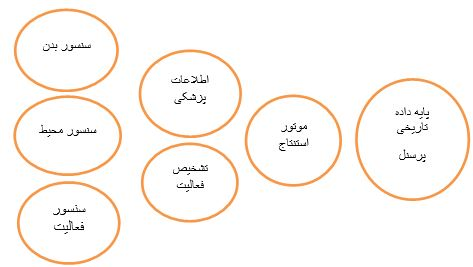 سنسور بدن
سنسور محیط
سنسور
فعالیت
اطلاعات
پزشکی
تشخیص
فعالیت
موتور
استنتاج
پایه داده
تاریخی
پرسنل